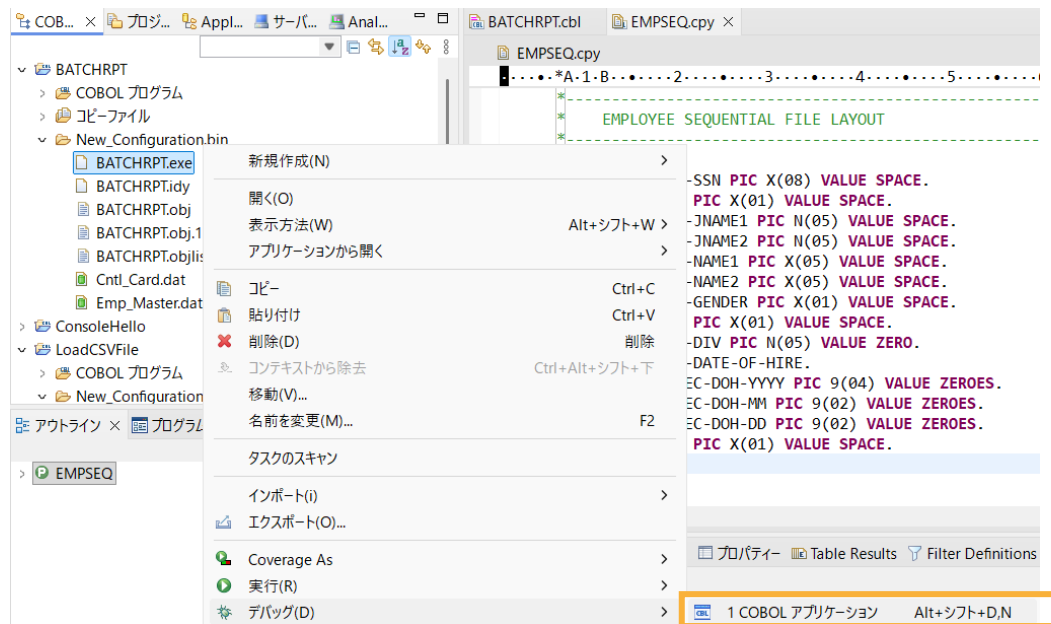 COB... × プロジ... Appl... サーバ... Anal...
BATCHRPT
COBOL プログラム
コピーファイル
New_Configuration.bin
BATCHRPT.exe
BATCHRPT.idy
BATCHRPT.obj
BATCHRPT.obj.1
BATCHRPT.objlis
Cntl_Card.dat
Emp_Master.dat
ConsoleHello
LoadCSVFile
COBOL プログラム
New_Configuration
アウトライン × プログラム
EMPSEQ
BATCHRPT.cbl EMPSEQ.cpy ×
EMPSEQ.cpy
*A·1·B··•····2····•····3····•····4····•····5····•····
*----------------------------------------------------
* EMPLOYEE SEQUENTIAL FILE LAYOUT
*----------------------------------------------------
-SSN PIC X(08) VALUE SPACE.
PIC X(01) VALUE SPACE.
-JNAME1 PIC N(05) VALUE SPACE.
-JNAME2 PIC N(05) VALUE SPACE.
-NAME1 PIC X(05) VALUE SPACE.
-NAME2 PIC X(05) VALUE SPACE.
-GENDER PIC X(01) VALUE SPACE.
PIC X(01) VALUE SPACE.
-DIV PIC N(05) VALUE ZERO.
-DATE-OF-HIRE.
EC-DOH-YYYY PIC 9(04) VALUE ZEROES.
EC-DOH-MM PIC 9(02) VALUE ZEROES.
EC-DOH-DD PIC 9(02) VALUE ZEROES.
PIC X(01) VALUE SPACE.
新規作成(N)
開く(O)
表示方法(W) Alt+シフト+W
アプリケーションから開く
コピー Ctrl+C
貼り付け Ctrl+V
削除(D) 削除
コンテキストから除去 Ctrl+Alt+シフト+下
移動(V)...
名前を変更(M)... F2
タスクのスキャン
インポート(i)
エクスポート(O)...
Coverage As
実行(R)
デバッグ(D)
プロパティー Table Results Filter Definitions
1 COBOL アプリケーション Alt+シフト+D,N